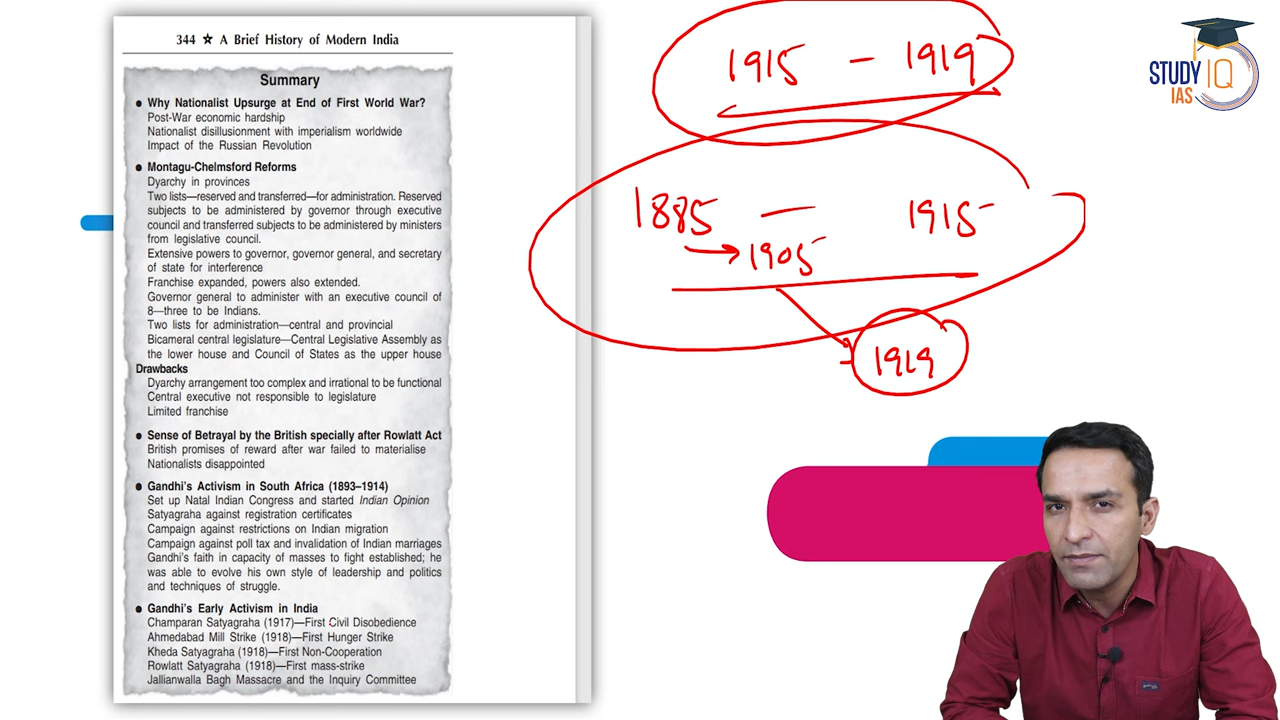 344 ☆ A Brief History of Modern India
Summary
● Why Nationalist Upsurge at End of First World War?
Post-War economic hardship
Nationalist disillusionment with imperialism worldwide
Impact of the Russian Revolution
● Montagu-Chelmsford Reforms
Dyarchy in provinces
Two lists—reserved and transferred—for administration. Reserved
subjects to be administered by governor through executive
council and transferred subjects to be administered by ministers
from legislative council.
Extensive powers to governor, governor general, and secretary
of state for interference
Franchise expanded, powers also extended.
Governor general to administer with an executive council of
8—three to be Indians.
Two lists for administration—central and provincial
Bicameral central legislature—Central Legislative Assembly as
the lower house and Council of States as the upper house
Drawbacks
Dyarchy arrangement too complex and irrational to be functional
Central executive not responsible to legislature
Limited franchise
● Sense of Betrayal by the British specially after Rowlatt Act
British promises of reward after war failed to materialise
Nationalists disappointed
● Gandhi's Activism in South Africa (1893–1914)
Set up Natal Indian Congress and started Indian Opinion
Satyagraha against registration certificates
Campaign against restrictions on Indian migration
Campaign against poll tax and invalidation of Indian marriages
Gandhi's faith in capacity of masses to fight established; he
was able to evolve his own style of leadership and politics
and techniques of struggle.
● Gandhi's Early Activism in India
Champaran Satyagraha (1917)—First Civil Disobedience
Ahmedabad Mill Strike (1918)—First Hunger Strike
Kheda Satyagraha (1918)—First Non-Cooperation
Rowlatt Satyagraha (1918)—First mass-strike
Jallianwalla Bagh Massacre and the Inquiry Committee
1915 – 1919
1885 – 1915
→ 1905
1919
STUDY IQ
IAS